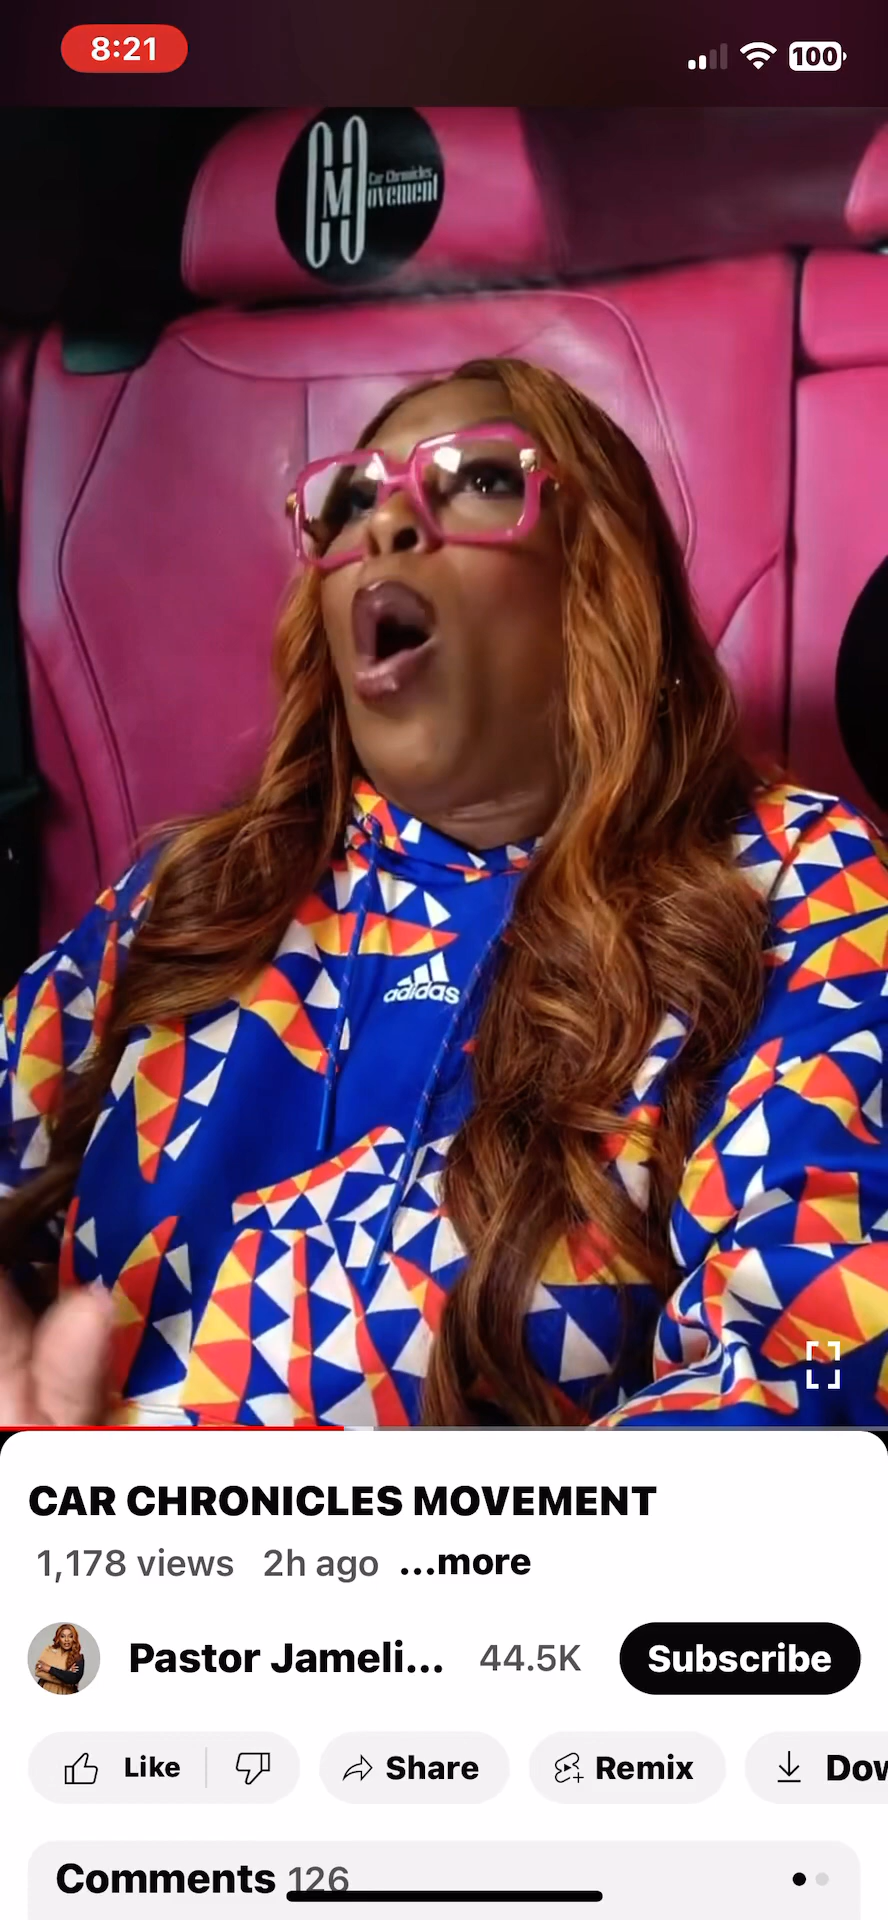 8:21
100
Car Chronicles
CMO Movement
adidas
CAR CHRONICLES MOVEMENT
1,178 views 2h ago ...more
Pastor Jameli... 44.5K Subscribe
Like Share Remix Dow
Comments 126